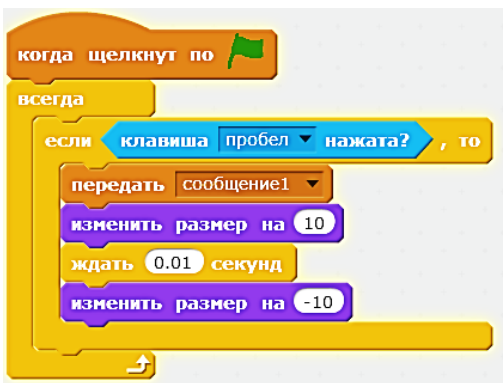 когда щелкнут по
всегда
если клавиша пробел нажата? , то
передать сообщение1
изменить размер на 10
ждать 0.01 секунд
изменить размер на -10